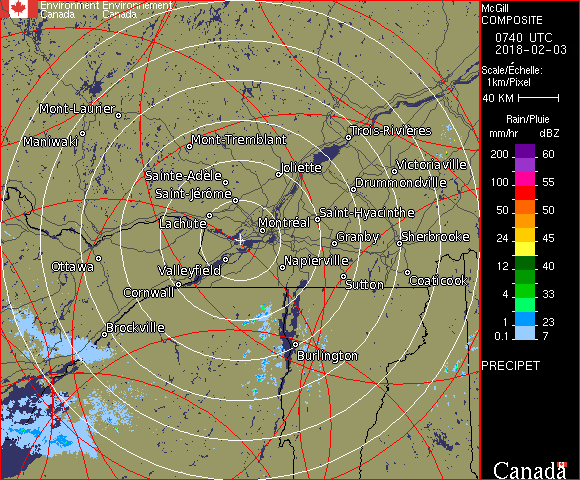 Environment Environnement
Canada Canada
McGill
COMPOSITE
0740 UTC
2018-02-03
Scale/Échelle:
1km/Pixel
40 KM
Rain/Pluie
mm/hr dBZ
200 60
100 55
75 55
50 50
24 45
12 40
4 33
1 23
0.1 7
PRECIPET
Canada
Mont-Laurier
Maniwaki
Mont-Tremblant
Trois-Rivières
Sainte-Adèle
Joliette
Victoriaville
Saint-Jérôme
Drummondville
Lachute
Montréal
Saint-Hyacinthe
Granby
Sherbrooke
Ottawa
Valleyfield
Napierville
Cornwall
Sutton
Coaticook
Brockville
Burlington